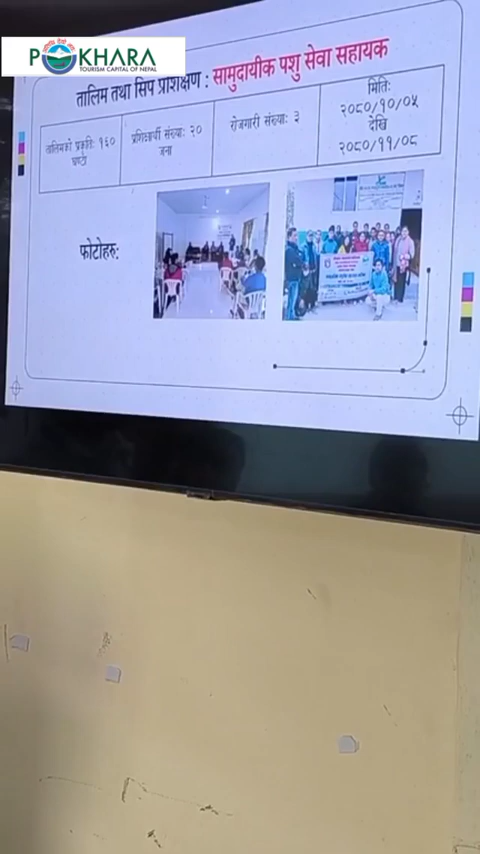 POKHARA
TOURISM CAPITAL OF NEPAL
तालिम तथा सिप प्रशिक्षण : सामुदायीक पशु सेवा सहायक
तालिमको प्रकृति: १६०
घण्टा
प्रशिक्षार्थी संख्या: २०
जना
रोजगारी संख्या: ३
मिति:
२०८०/१०/०५
देखि
२०८०/११/०८
फोटोहरु: